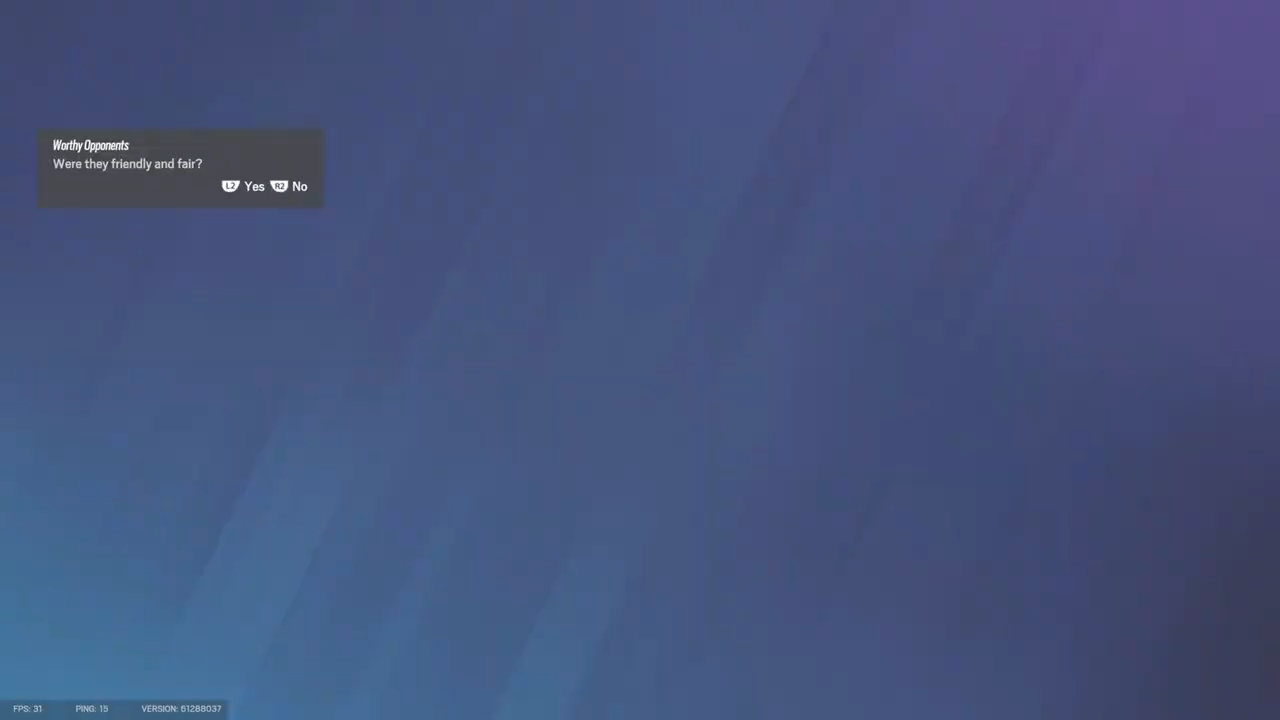 Worthy Opponents
Were they friendly and fair?
L2 Yes R2 No
FPS: 31 PING: 15 VERSION: 61288037